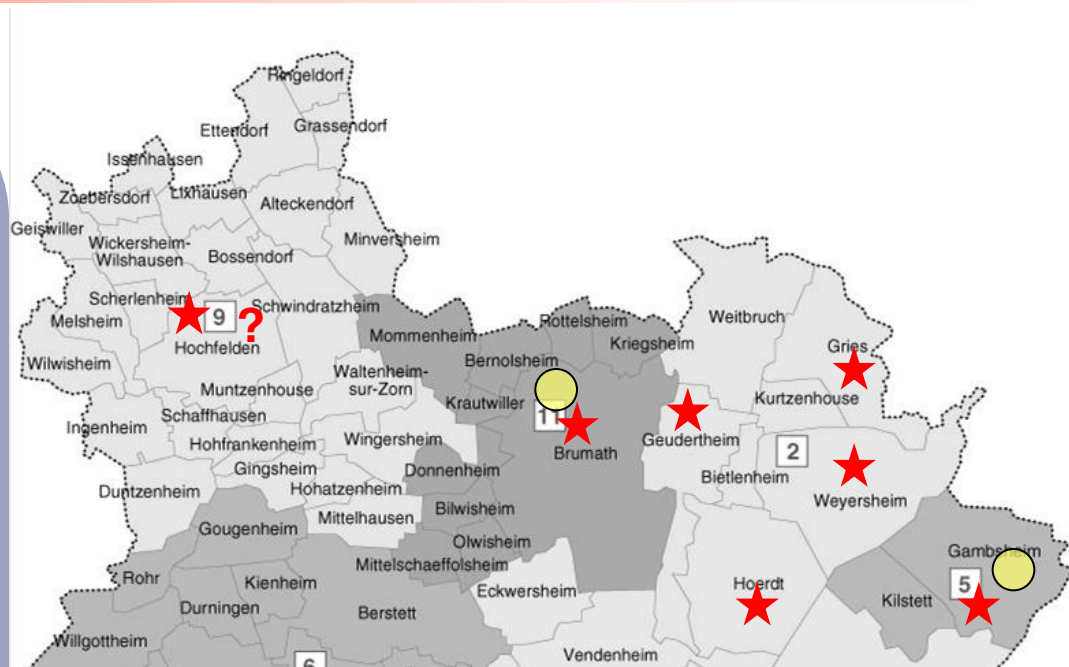 Ringeldorf
Ettendorf
Grassendorf
Issenhausen
Zoebersdorf
Lixhausen
Alteckendorf
Geiswiller
Wickersheim-
Wilshausen
Bossendorf
Minversheim
Scherlenheim
Schwindratzheim
Melsheim
9
?
Hochfelden
Wilwisheim
Mommenheim
Rottelsheim
Kriegsheim
Bernolsheim
Weitbruch
Gries
Waltenheim-
sur-Zorn
Muntzenhouse
Krautwiller
11
Brumath
Kurtzenhouse
Schaffhausen
Ingenheim
Hohfrankenheim
Wingersheim
Geudertheim
2
Gingsheim
Donnenheim
Bietlenheim
Duntzenheim
Hohatzenheim
Weyersheim
Mittelhausen
Bilwisheim
Gougenheim
Olwisheim
Gambsheim
Mittelschaeffolsheim
Rohr
Kienheim
Eckwersheim
Hoerdt
5
Durningen
Berstett
Kilstett
Willgottheim
Vendenheim
6